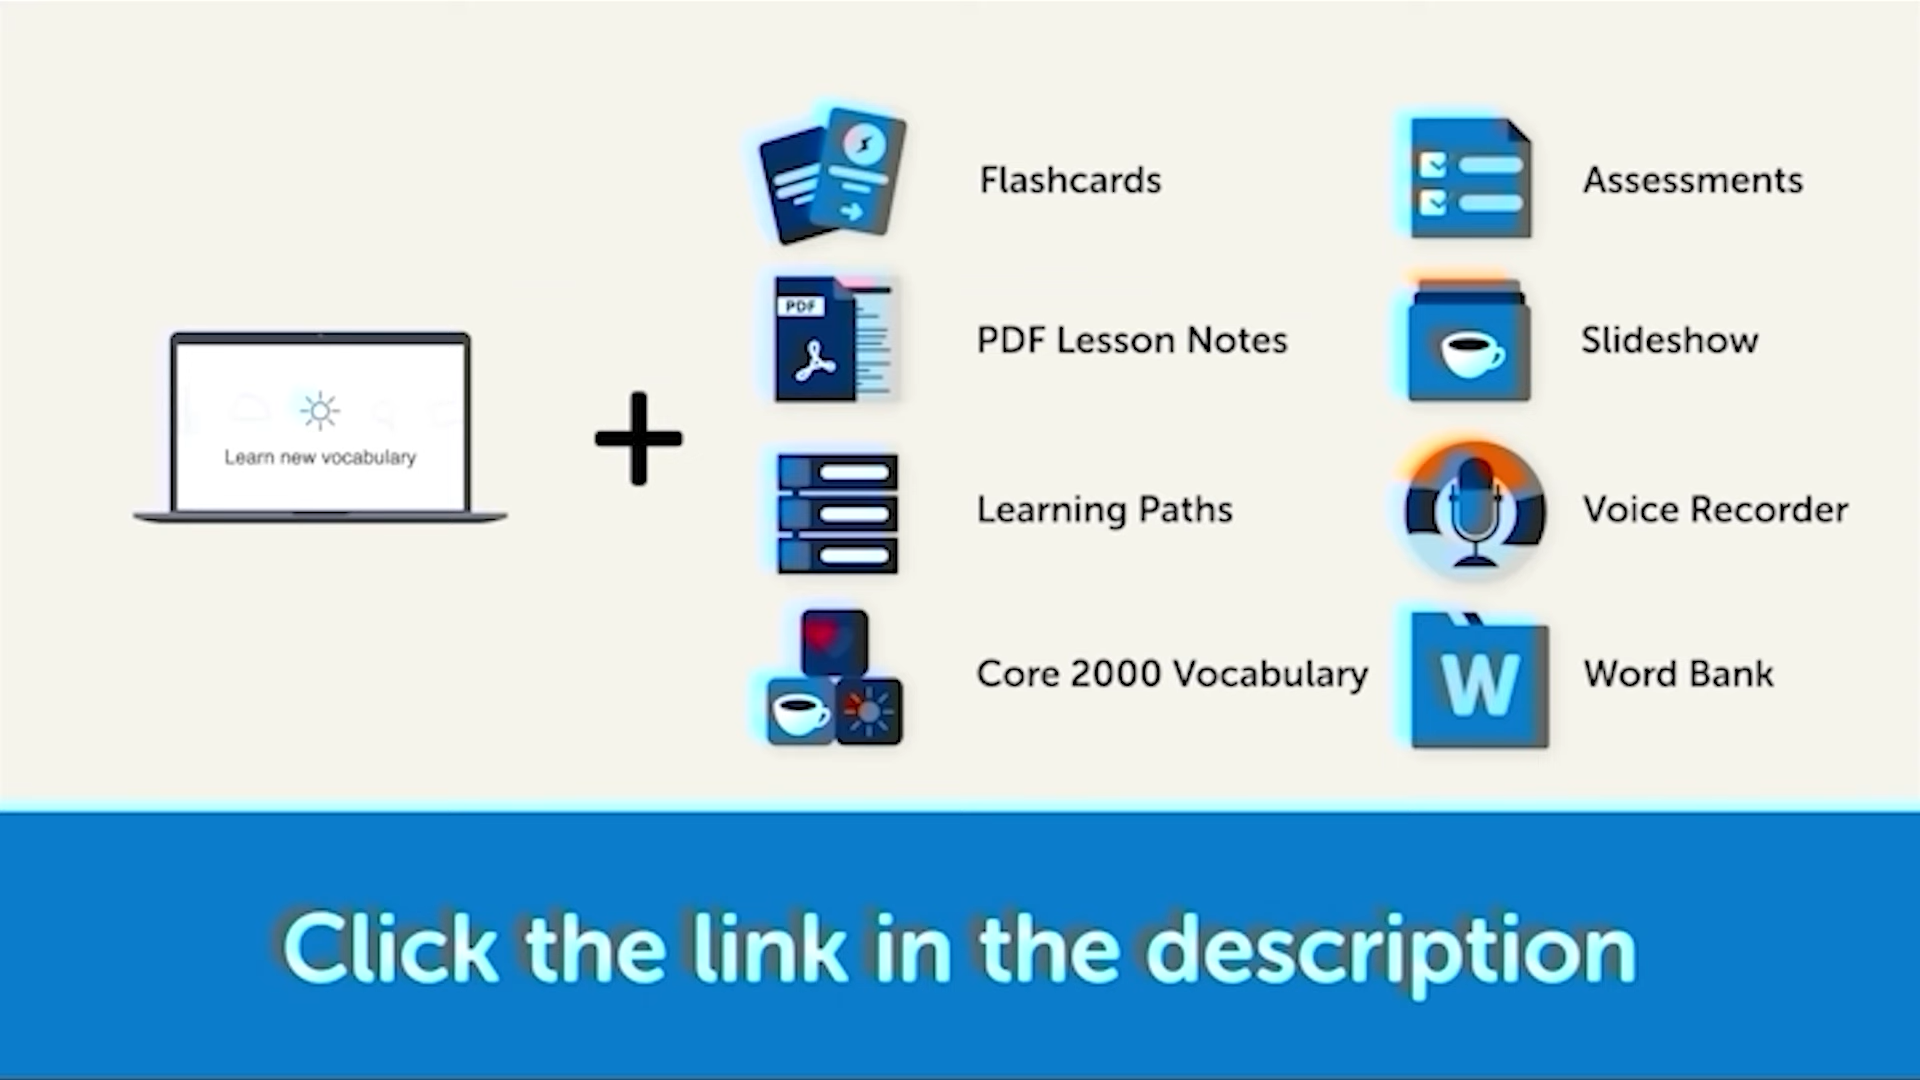 Flashcards
Assessments
PDF
PDF Lesson Notes
Slideshow
Learn new vocabulary
Learning Paths
Voice Recorder
Core 2000 Vocabulary
W
Word Bank
Click the link in the description